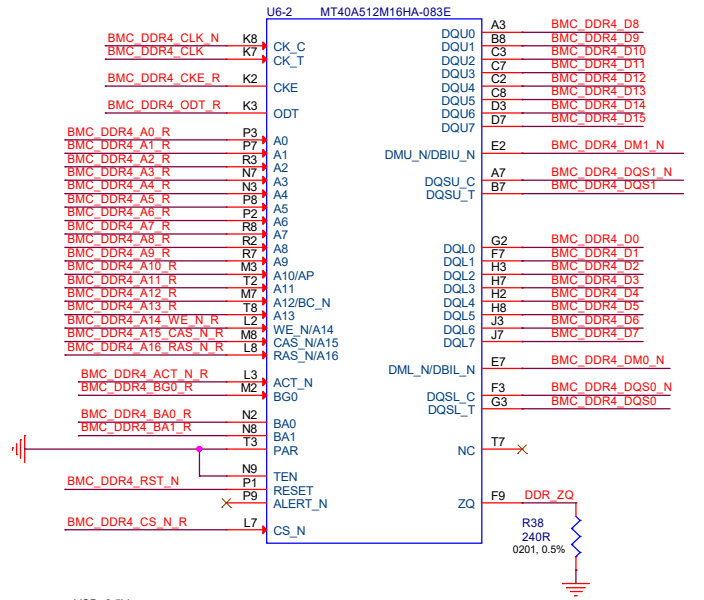 U6-2 MT40A512M16HA-083E
BMC_DDR4_CLK_N K8 CK_C
BMC_DDR4_CLK K7 CK_T
BMC_DDR4_CKE_R K2 CKE
BMC_DDR4_ODT_R K3 ODT
BMC_DDR4_A0_R P3 A0
BMC_DDR4_A1_R P7 A1
BMC_DDR4_A2_R R3 A2
BMC_DDR4_A3_R N7 A3
BMC_DDR4_A4_R N3 A4
BMC_DDR4_A5_R P8 A5
BMC_DDR4_A6_R P2 A6
BMC_DDR4_A7_R R8 A7
BMC_DDR4_A8_R R2 A8
BMC_DDR4_A9_R R7 A9
BMC_DDR4_A10_R M3 A10/AP
BMC_DDR4_A11_R T2 A11
BMC_DDR4_A12_R M7 A12/BC_N
BMC_DDR4_A13_R T8 A13
BMC_DDR4_A14_WE_N_R L2 WE_N/A14
BMC_DDR4_A15_CAS_N_R M8 CAS_N/A15
BMC_DDR4_A16_RAS_N_R L8 RAS_N/A16
BMC_DDR4_ACT_N_R L3 ACT_N
BMC_DDR4_BG0_R M2 BG0
BMC_DDR4_BA0_R N2 BA0
BMC_DDR4_BA1_R N8 BA1
T3 PAR
N9 TEN
BMC_DDR4_RST_N P1 RESET
P9 ALERT_N
BMC_DDR4_CS_N_R L7 CS_N
DQU0 A3 BMC_DDR4_D8
DQU1 B8 BMC_DDR4_D9
DQU2 C3 BMC_DDR4_D10
DQU3 C7 BMC_DDR4_D11
DQU4 C2 BMC_DDR4_D12
DQU5 C8 BMC_DDR4_D13
DQU6 D3 BMC_DDR4_D14
DQU7 D7 BMC_DDR4_D15
DMU_N/DBIU_N E2 BMC_DDR4_DM1_N
DQSU_C A7 BMC_DDR4_DQS1_N
DQSU_T B7 BMC_DDR4_DQS1
DQL0 G2 BMC_DDR4_D0
DQL1 F7 BMC_DDR4_D1
DQL2 H3 BMC_DDR4_D2
DQL3 H7 BMC_DDR4_D3
DQL4 H2 BMC_DDR4_D4
DQL5 H8 BMC_DDR4_D5
DQL6 J3 BMC_DDR4_D6
DQL7 J7 BMC_DDR4_D7
DML_N/DBIL_N E7 BMC_DDR4_DM0_N
DQSL_C F3 BMC_DDR4_DQS0_N
DQSL_T G3 BMC_DDR4_DQS0
NC T7
ZQ F9 DDR_ZQ
R38
240R
0201, 0.5%